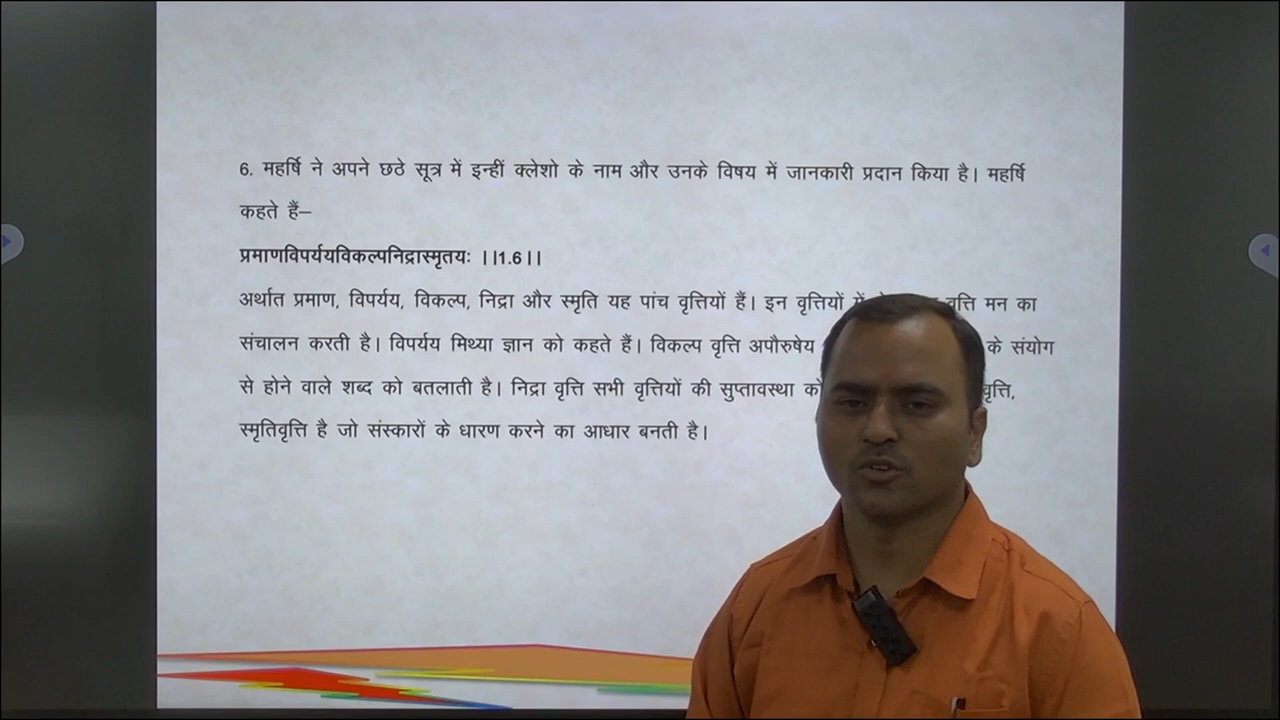 6. महर्षि ने अपने छठे सूत्र में इन्हीं क्लेशो के नाम और उनके विषय में जानकारी प्रदान किया है। महर्षि
कहते हैं–
प्रमाणविपर्ययविकल्पनिद्रास्मृतयः ।।1.6।।
अर्थात प्रमाण, विपर्यय, विकल्प, निद्रा और स्मृति यह पांच वृत्तियों हैं। इन वृत्तियों में वृत्ति मन का
संचालन करती है। विपर्यय मिथ्या ज्ञान को कहते हैं। विकल्प वृत्ति अपौरुषेय के संयोग
से होने वाले शब्द को बतलाती है। निद्रा वृत्ति सभी वृत्तियों की सुप्तावस्था को वृत्ति,
स्मृतिवृत्ति है जो संस्कारों के धारण करने का आधार बनती है।